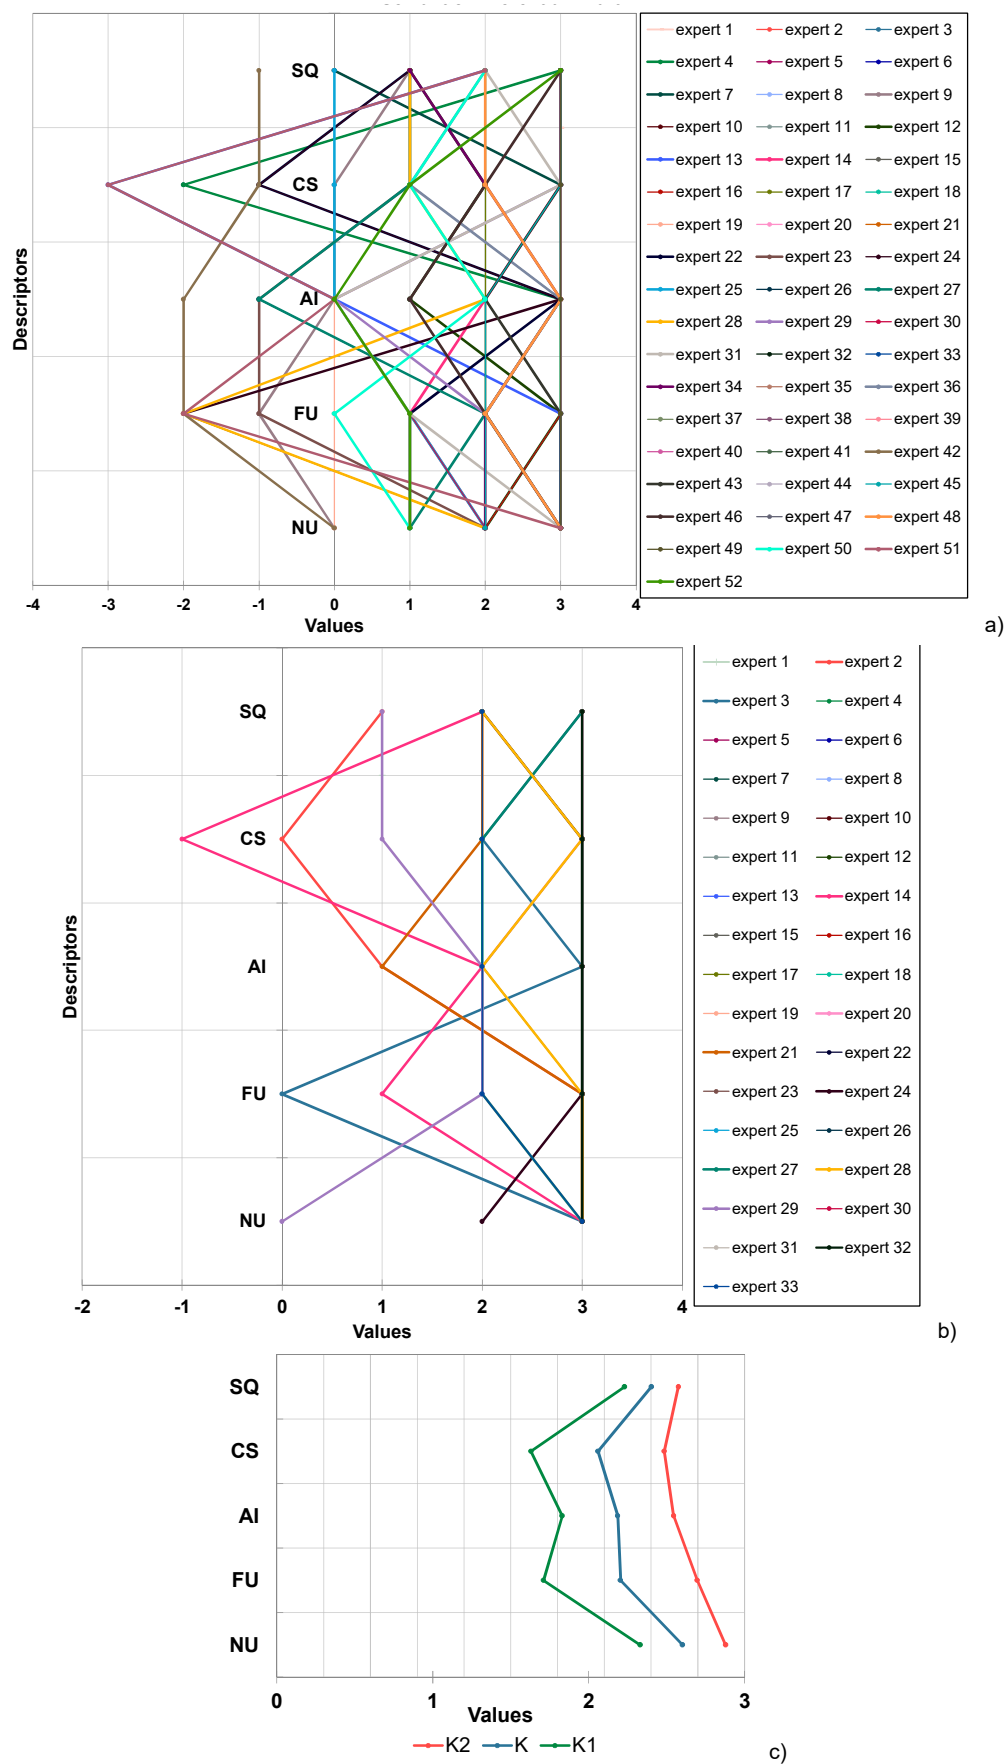 expert 1 expert 2 expert 3
SQ expert 4 expert 5 expert 6
expert 7 expert 8 expert 9
expert 10 expert 11 expert 12
expert 13 expert 14 expert 15
CS expert 16 expert 17 expert 18
expert 19 expert 20 expert 21
expert 22 expert 23 expert 24
AI expert 25 expert 26 expert 27
Descriptors
expert 28 expert 29 expert 30
expert 31 expert 32 expert 33
expert 34 expert 35 expert 36
FU expert 37 expert 38 expert 39
expert 40 expert 41 expert 42
expert 43 expert 44 expert 45
NU expert 46 expert 47 expert 48
expert 49 expert 50 expert 51
expert 52
-4 -3 -2 -1 0 1 2 3 4
Values
a)
expert 1 expert 2
SQ expert 3 expert 4
expert 5 expert 6
expert 7 expert 8
CS expert 9 expert 10
expert 11 expert 12
expert 13 expert 14
AI expert 15 expert 16
Descriptors
expert 17 expert 18
expert 19 expert 20
expert 21 expert 22
FU expert 23 expert 24
expert 25 expert 26
expert 27 expert 28
NU expert 29 expert 30
expert 31 expert 32
expert 33
-2 -1 0 1 2 3 4
Values
b)
SQ
CS
AI
FU
NU
0 1 2 3
Values
K2 K K1
c)